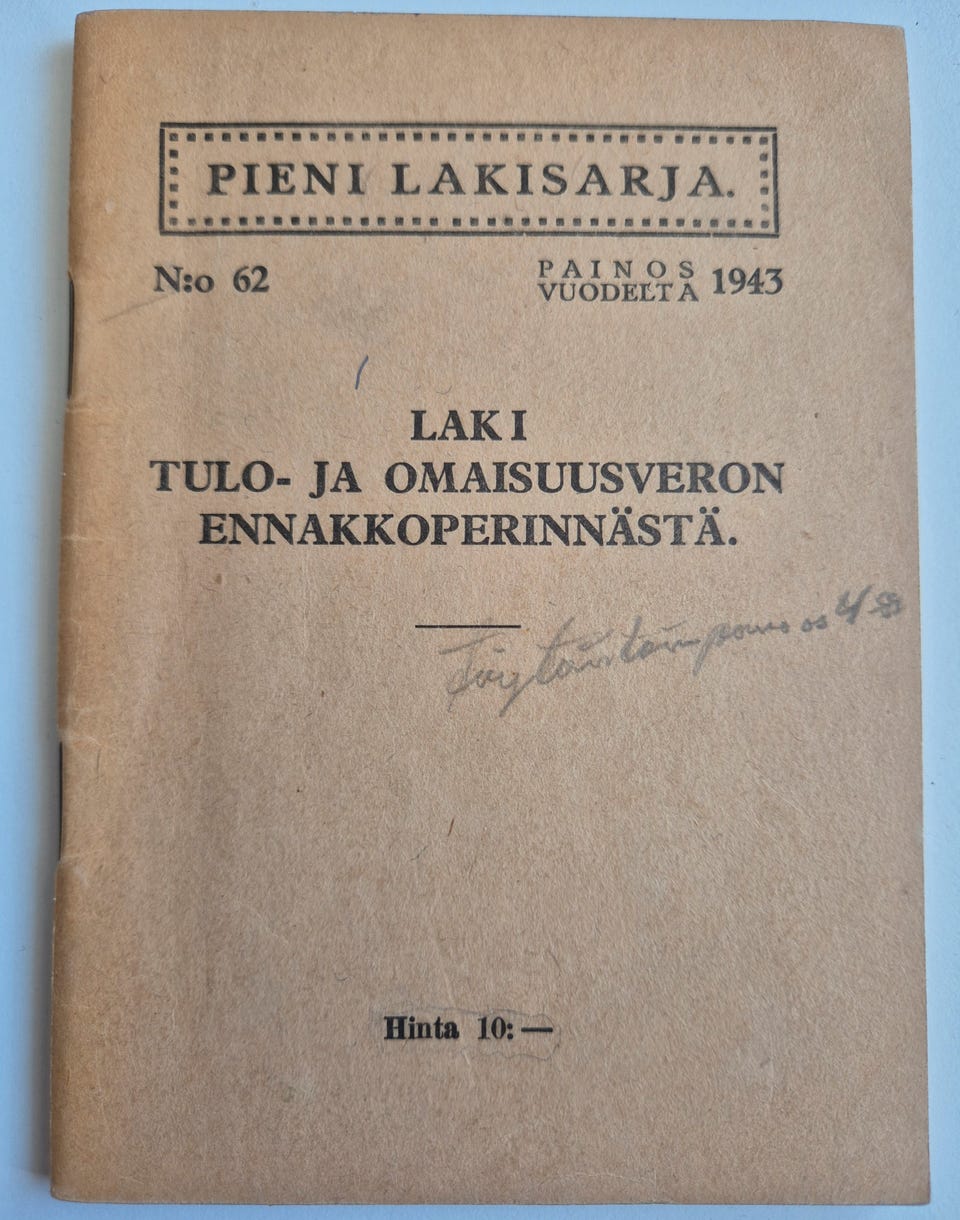 PIENI LAKISARJA.
N:o 62
PAINOS
VUODELTA 1943
LAKI
TULO- JA OMAISUUSVERON
ENNAKKOPERINNÄSTÄ.
Hinta 10: —